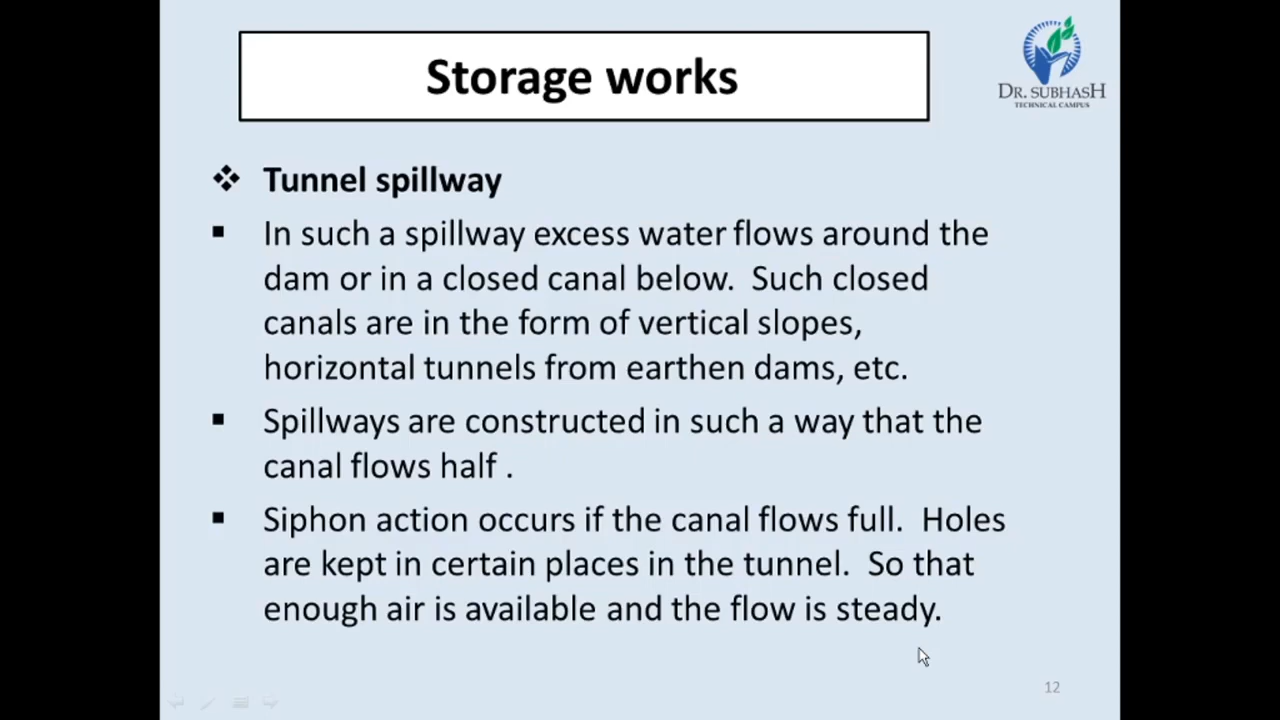 Storage works
DR. SUBHASH
TECHNICAL CAMPUS
❖ Tunnel spillway
▪ In such a spillway excess water flows around the
dam or in a closed canal below. Such closed
canals are in the form of vertical slopes,
horizontal tunnels from earthen dams, etc.
▪ Spillways are constructed in such a way that the
canal flows half .
▪ Siphon action occurs if the canal flows full. Holes
are kept in certain places in the tunnel. So that
enough air is available and the flow is steady.
12